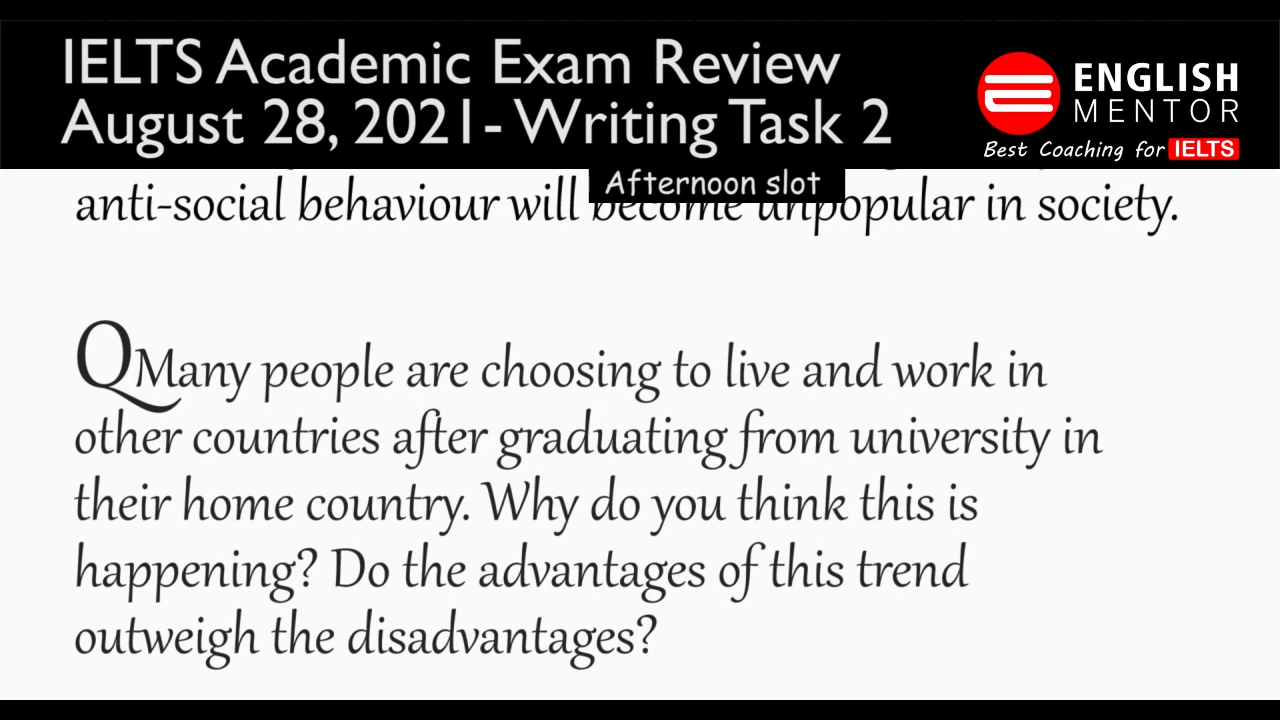 IELTS Academic Exam Review
August 28, 2021- Writing Task 2
ENGLISH
MENTOR
Best Coaching for IELTS
Afternoon slot
anti-social behaviour will become unpopular in society.
Many people are choosing to live and work in
other countries after graduating from university in
their home country. Why do you think this is
happening? Do the advantages of this trend
outweigh the disadvantages?